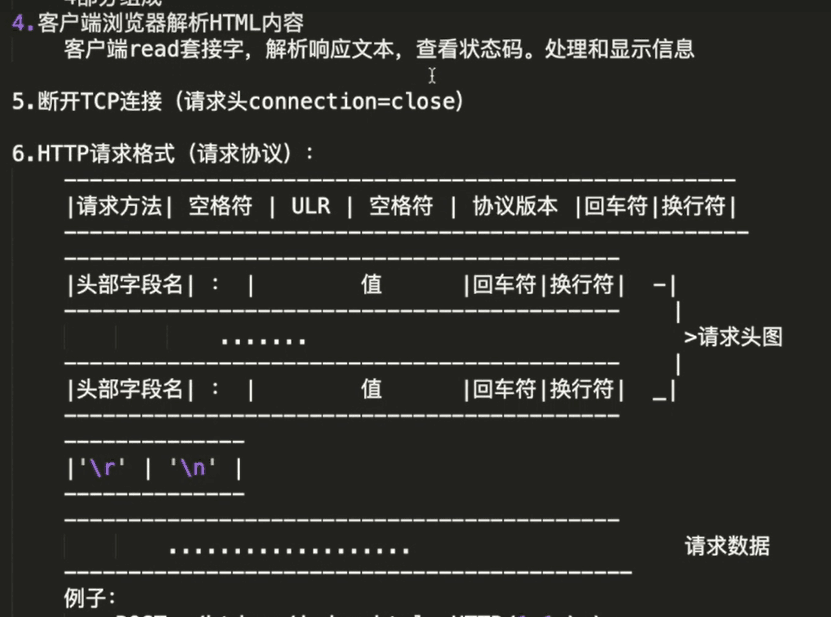 4部分组成
4.客户端浏览器解析HTML内容
客户端read套接字，解析响应文本，查看状态码。处理和显示信息
5.断开TCP连接（请求头connection=close）
6.HTTP请求格式（请求协议）：
|请求方法| 空格符 | ULR | 空格符 | 协议版本 |回车符|换行符|
|头部字段名| : | 值 |回车符|换行符| -|
|
.......
>请求头图
|
|头部字段名| : | 值 |回车符|换行符| _|
|'\r' | '\n' |
................... 请求数据
例子：